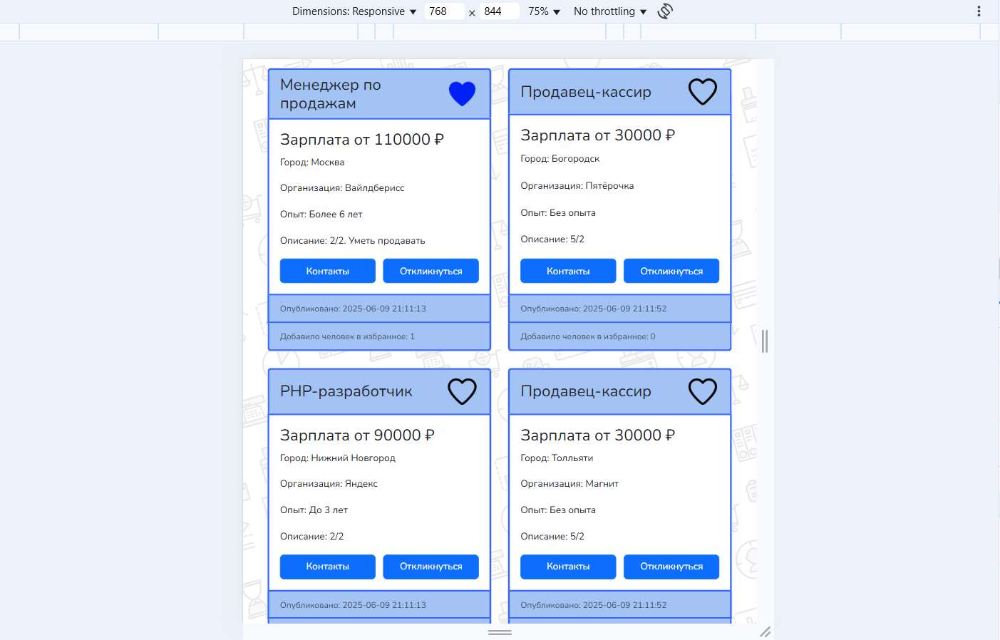 Dimensions: Responsive ▼ 768 × 844 75% ▼ No throttling ▼
Менеджер по
продажам
Зарплата от 110000 ₽
Город: Москва
Организация: Вайлдберисс
Опыт: Более 6 лет
Описание: 2/2. Уметь продавать
Контакты Откликнуться
Опубликовано: 2025-06-09 21:11:13
Добавило человек в избранное: 1
Продавец-кассир
Зарплата от 30000 ₽
Город: Богородск
Организация: Пятёрочка
Опыт: Без опыта
Описание: 5/2
Контакты Откликнуться
Опубликовано: 2025-06-09 21:11:52
Добавило человек в избранное: 0
PHP-разработчик
Зарплата от 90000 ₽
Город: Нижний Новгород
Организация: Яндекс
Опыт: До 3 лет
Описание: 2/2
Контакты Откликнуться
Опубликовано: 2025-06-09 21:11:13
Продавец-кассир
Зарплата от 30000 ₽
Город: Толльяти
Организация: Магнит
Опыт: Без опыта
Описание: 5/2
Контакты Откликнуться
Опубликовано: 2025-06-09 21:11:52